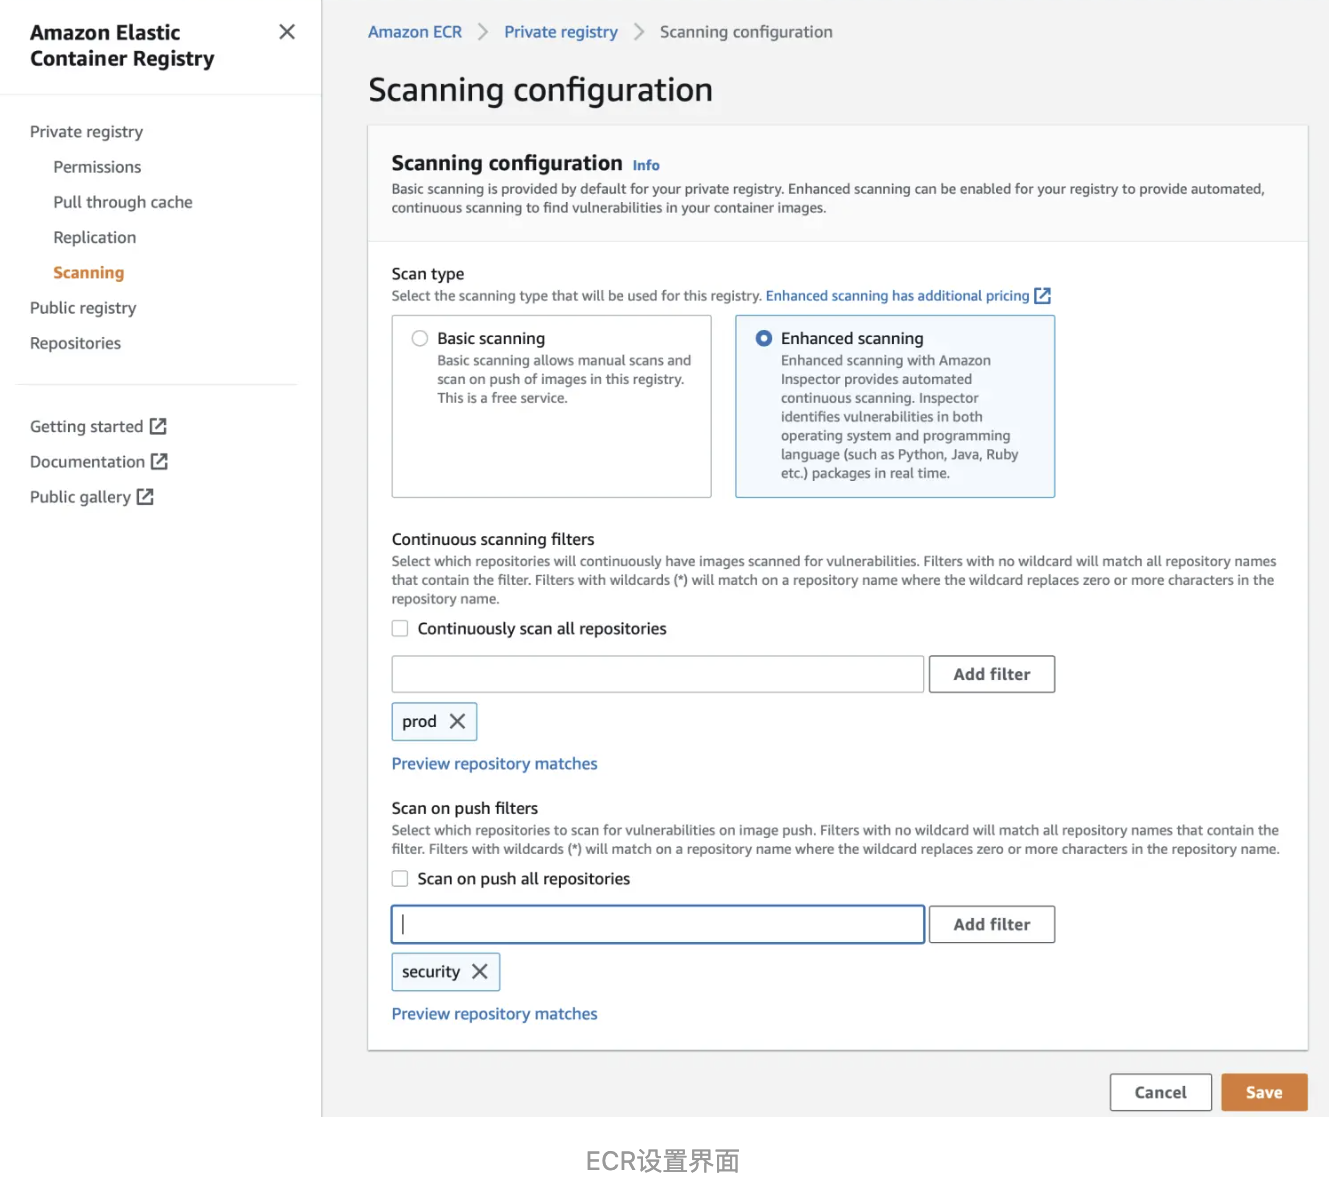 Amazon Elastic
Container Registry
Private registry
Permissions
Pull through cache
Replication
Scanning
Public registry
Repositories
Getting started
Documentation
Public gallery
Amazon ECR
Private registry
Scanning configuration
Scanning configuration
Scanning configuration Info
Basic scanning is provided by default for your private registry. Enhanced scanning can be enabled for your registry to provide automated,
continuous scanning to find vulnerabilities in your container images.
Scan type
Select the scanning type that will be used for this registry. Enhanced scanning has additional pricing
Basic scanning
Basic scanning allows manual scans and
scan on push of images in this registry.
This is a free service.
Enhanced scanning
Enhanced scanning with Amazon
Inspector provides automated
continuous scanning. Inspector
identifies vulnerabilities in both
operating system and programming
language (such as Python, Java, Ruby
etc.) packages in real time.
Continuous scanning filters
Select which repositories will continuously have images scanned for vulnerabilities. Filters with no wildcard will match all repository names
that contain the filter. Filters with wildcards (*) will match on a repository name where the wildcard replaces zero or more characters in the
repository name.
Continuously scan all repositories
Add filter
prod
Preview repository matches
Scan on push filters
Select which repositories to scan for vulnerabilities on image push. Filters with no wildcard will match all repository names that contain the
filter. Filters with wildcards (*) will match on a repository name where the wildcard replaces zero or more characters in the repository name.
Scan on push all repositories
Add filter
security
Preview repository matches
Cancel
Save
ECR设置界面